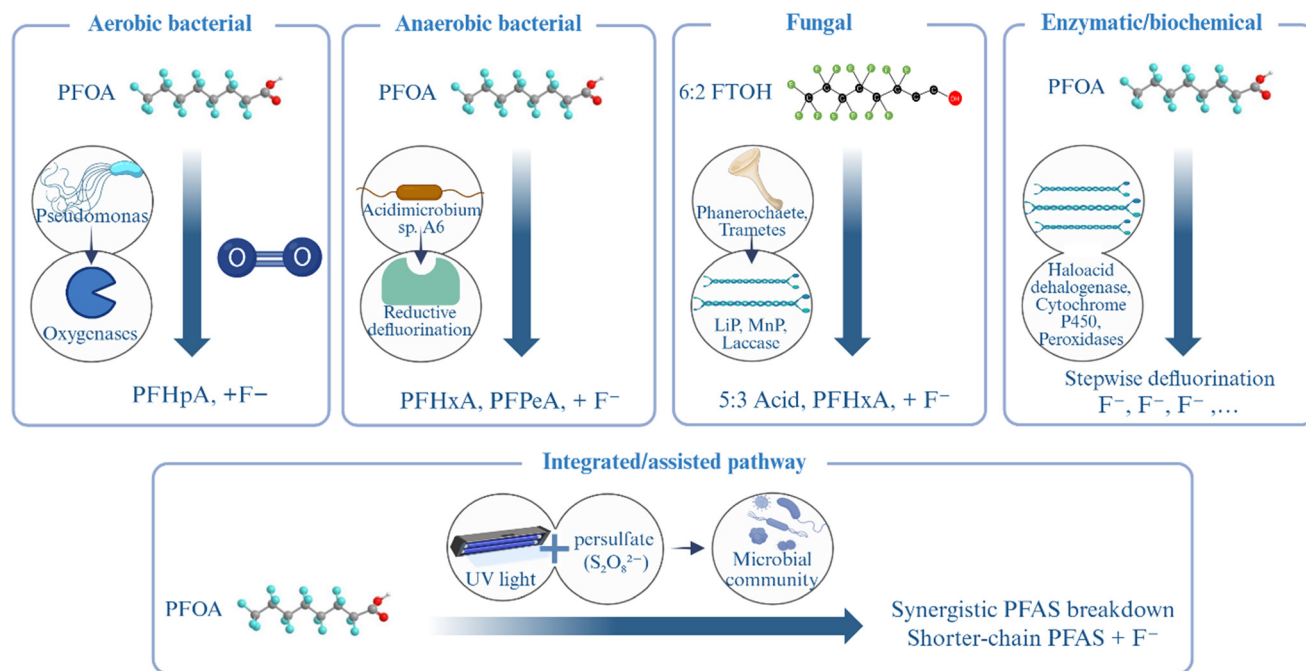 Aerobic bacterial
PFOA
Pseudomonas
Oxygcnascs
O O
PFHpA, +F−
Anaerobic bacterial
PFOA
Acidimicrobium
sp. A6
Reductive
defluorination
PFHxA, PFPeA, + F⁻
Fungal
6:2 FTOH
F F F F F F F
C C C C C C C C OH
F F F F F F
Phanerochaete,
Trametes
LiP, MnP,
Laccase
5:3 Acid, PFHxA, + F⁻
Enzymatic/biochemical
PFOA
Haloacid
dehalogenase,
Cytochrome
P450,
Peroxidases
Stepwise defluorination
F⁻, F⁻, F⁻ ,...
Integrated/assisted pathway
PFOA
UV light
+
persulfate
(S₂O₈²⁻)
Microbial
community
Synergistic PFAS breakdown
Shorter-chain PFAS + F⁻